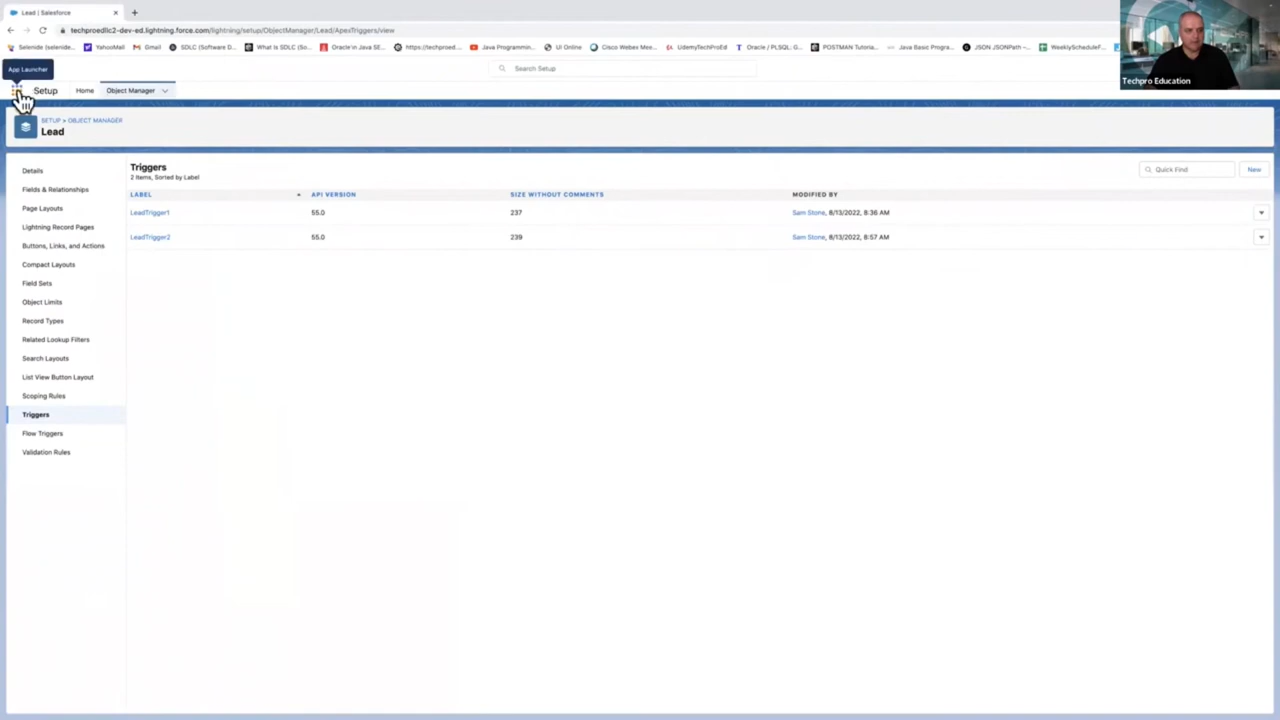 Lead | Salesforce
techproedllc2-dev-ed.lightning.force.com/lightning/setup/ObjectManager/Lead/ApexTriggers/view
Selenide (selenide... YahooMail Gmail SDLC (Software D... What is SDLC (So... Oracle'in Java SE... https://techproed... Java Programmin... UI Online Cisco Webex Mee... UdemyTechProEd Oracle / PLSQL; G... POSTMAN Tutoria... Java Basic Progra... JSON JSONPath -... WeeklyScheduleF...
App Launcher
Search Setup
Techpro Education
Setup Home Object Manager
SETUP > OBJECT MANAGER
Lead
Details
Fields & Relationships
Page Layouts
Lightning Record Pages
Buttons, Links, and Actions
Compact Layouts
Field Sets
Object Limits
Record Types
Related Lookup Filters
Search Layouts
List View Button Layout
Scoping Rules
Triggers
Flow Triggers
Validation Rules
Triggers
2 Items, Sorted by Label
Quick Find New
LABEL API VERSION SIZE WITHOUT COMMENTS MODIFIED BY
LeadTrigger1 55.0 237 Sam Stone, 8/13/2022, 8:36 AM
LeadTrigger2 55.0 239 Sam Stone, 8/13/2022, 8:57 AM